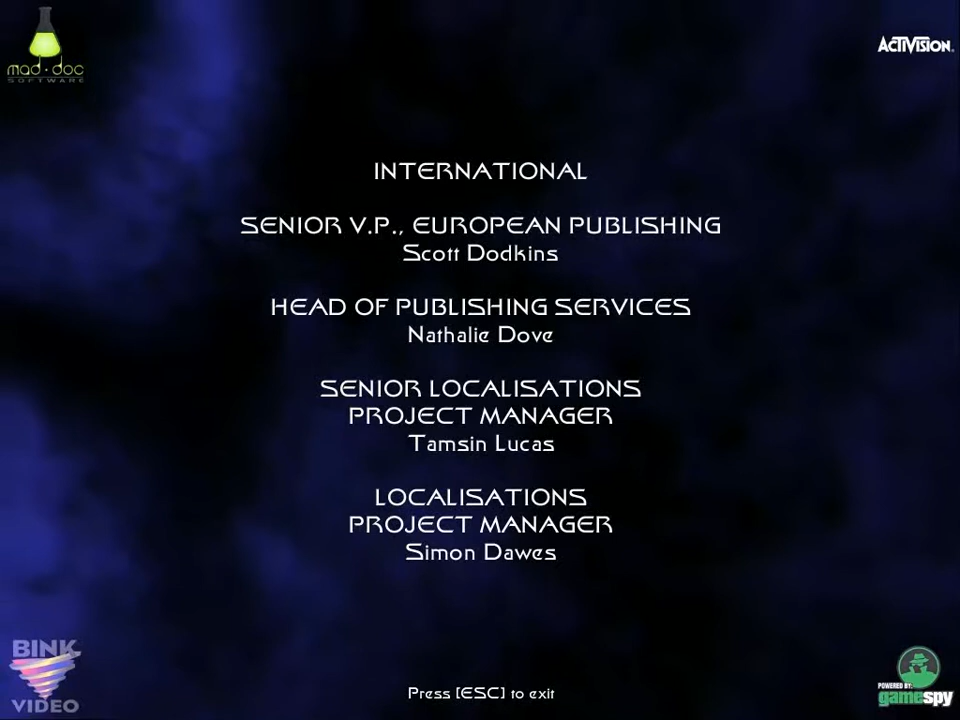 mad·doc
SOFTWARE
ACTIVISION®
INTERNATIONAL
SENIOR V.P., EUROPEAN PUBLISHING
Scott Dodkins
HEAD OF PUBLISHING SERVICES
Nathalie Dove
SENIOR LOCALISATIONS
PROJECT MANAGER
Tamsin Lucas
LOCALISATIONS
PROJECT MANAGER
Simon Dawes
BINK
VIDEO
Press [ESC] to exit
POWERED BY:
gamespy